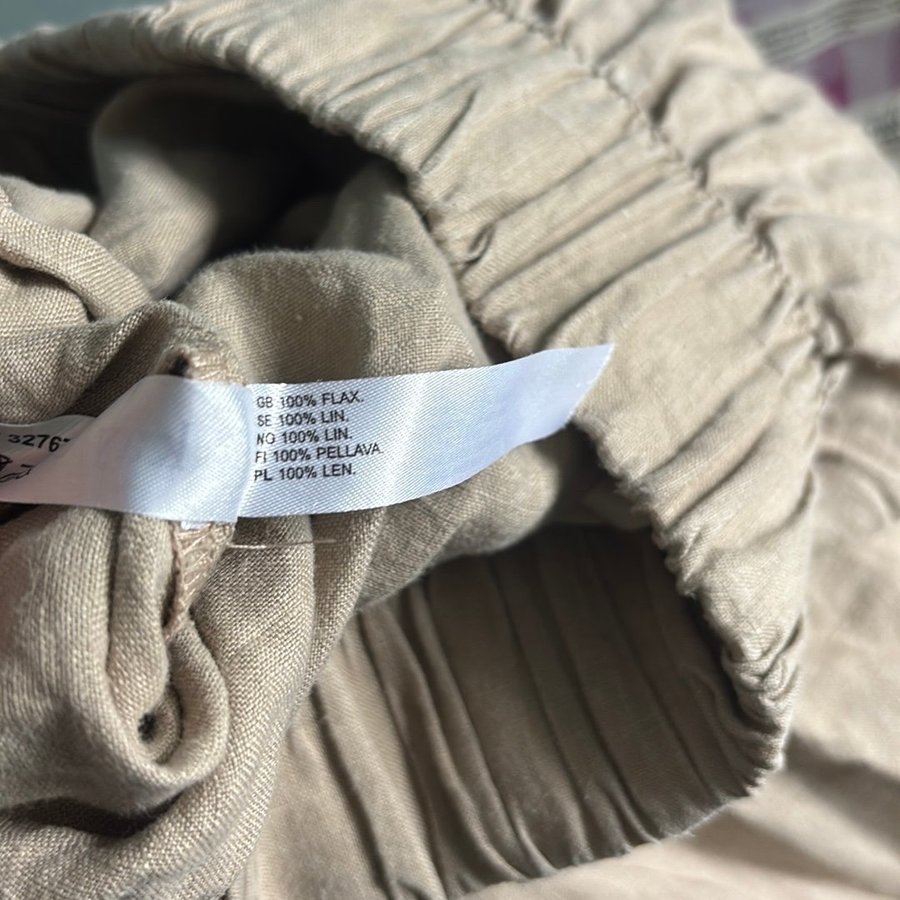 GB 100% FLAX.
SE 100% LIN.
NO 100% LIN.
FI 100% PELLAVA.
PL 100% LEN.